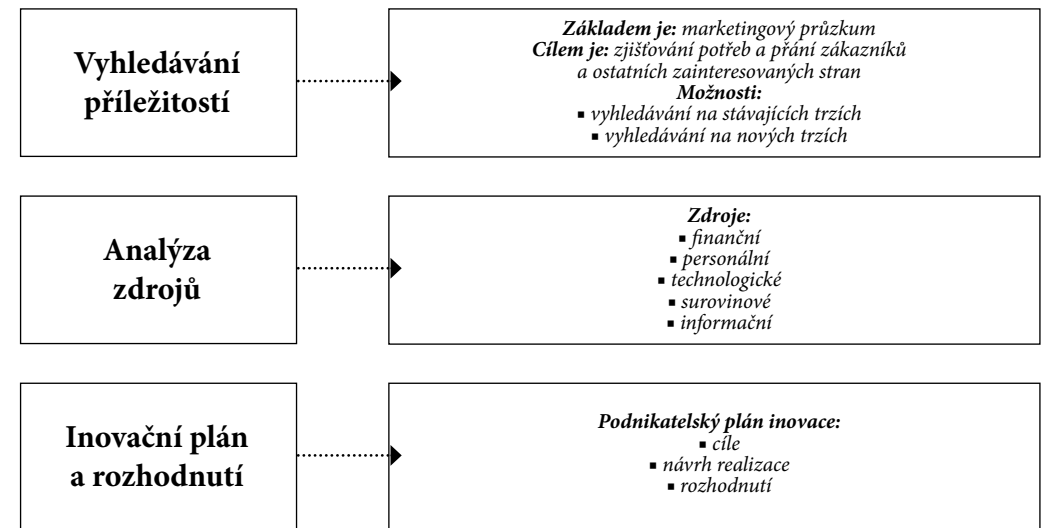 Vyhledávání
příležitostí
Základem je: marketingový průzkum
Cílem je: zjišťování potřeb a přání zákazníků
a ostatních zainteresovaných stran
Možnosti:
▪ vyhledávání na stávajících trzích
▪ vyhledávání na nových trzích
Analýza
zdrojů
Zdroje:
▪ finanční
▪ personální
▪ technologické
▪ surovinové
▪ informační
Inovační plán
a rozhodnutí
Podnikatelský plán inovace:
▪ cíle
▪ návrh realizace
▪ rozhodnutí